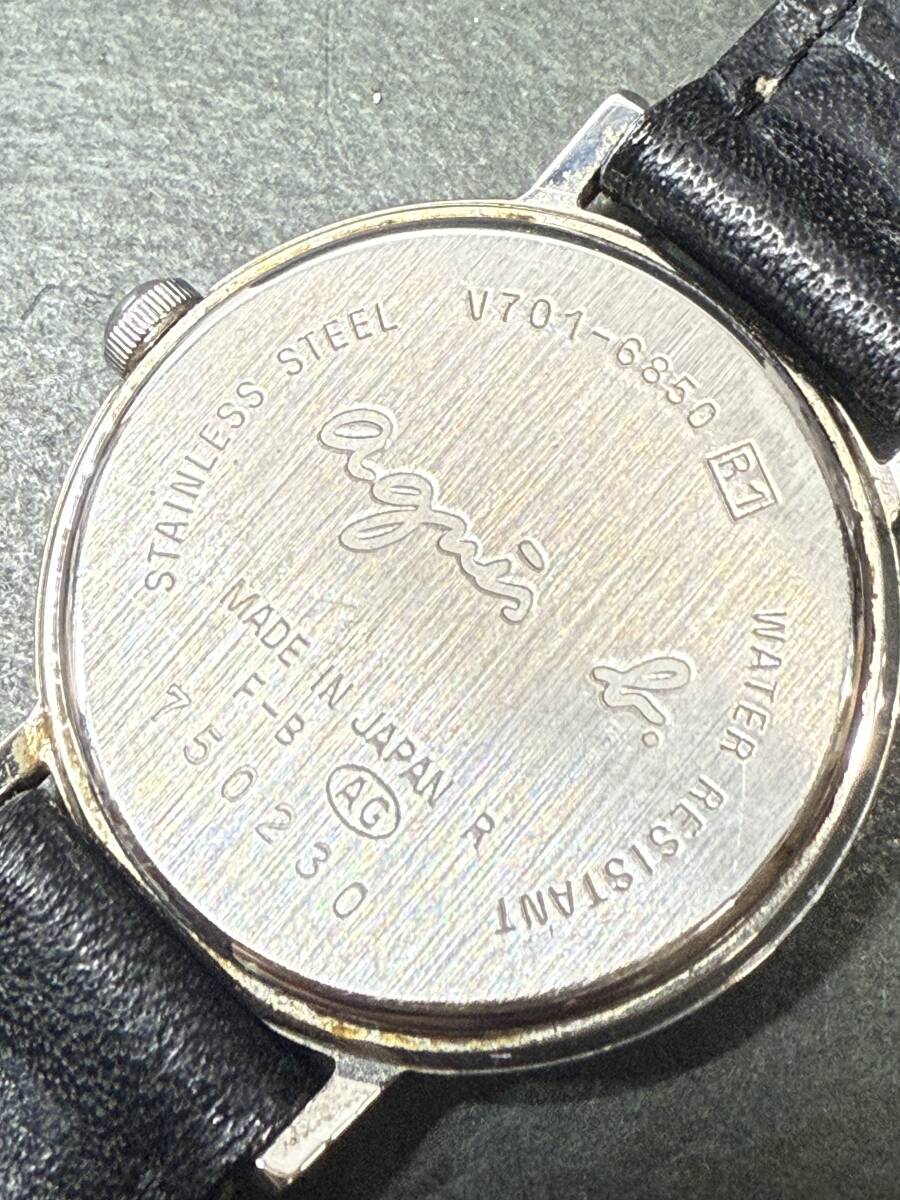 STAINLESS STEEL
V701-6850 R1
agnès b.
WATER RESISTANT
MADE IN JAPAN R
F-B AG
750230